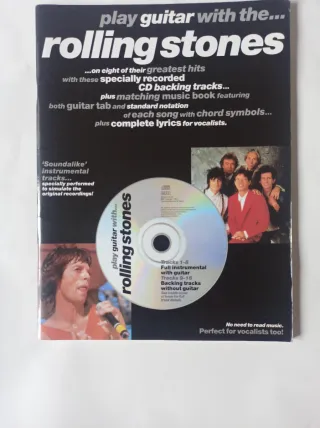 play guitar with the...
rolling stones
...on eight of their greatest hits
with these specially recorded
CD backing tracks...
plus matching music book featuring
both guitar tab and standard notation
of each song with chord symbols...
plus complete lyrics for vocalists.
'Soundalike'
instrumental
tracks...
specially performed
to simulate the
original recordings!
play guitar with...
rolling stones
Tracks 1-8
Full instrumental
with guitar
Tracks 9-16
Backing tracks
without guitar
No need to read music.
Perfect for vocalists too!